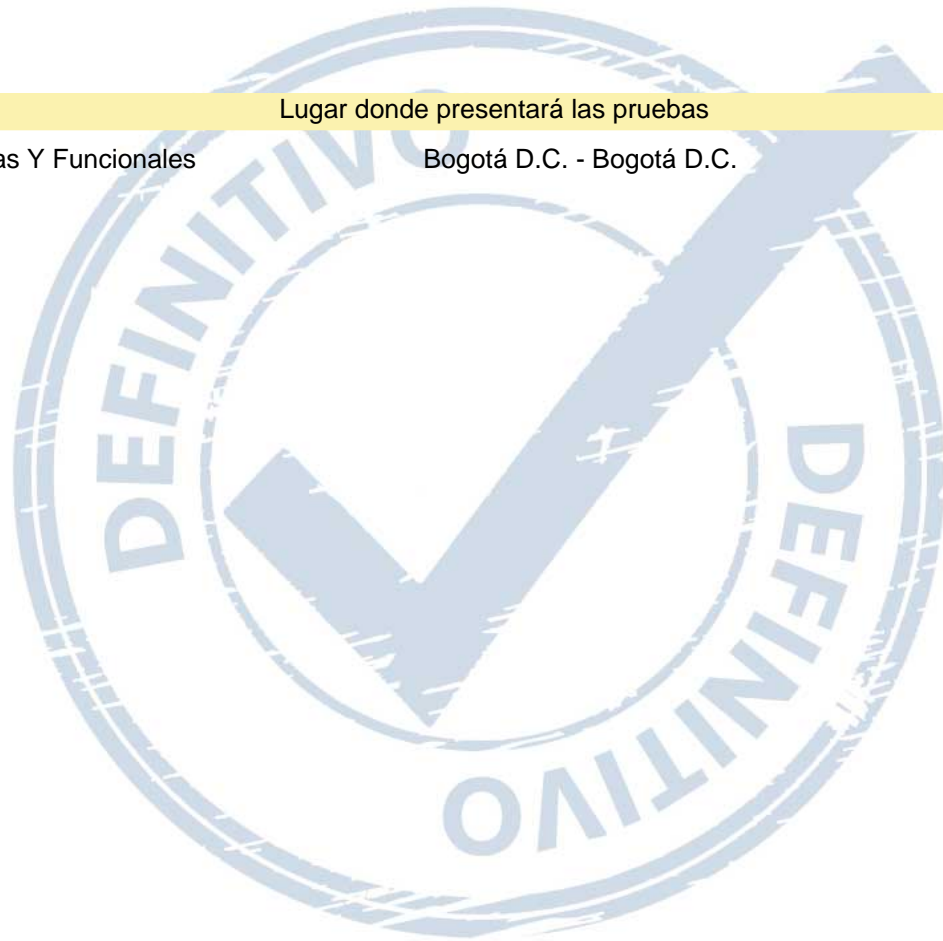 Lugar donde presentará las pruebas
as Y Funcionales Bogotá D.C. - Bogotá D.C.
DEFINITIVO
DEFINITIVO